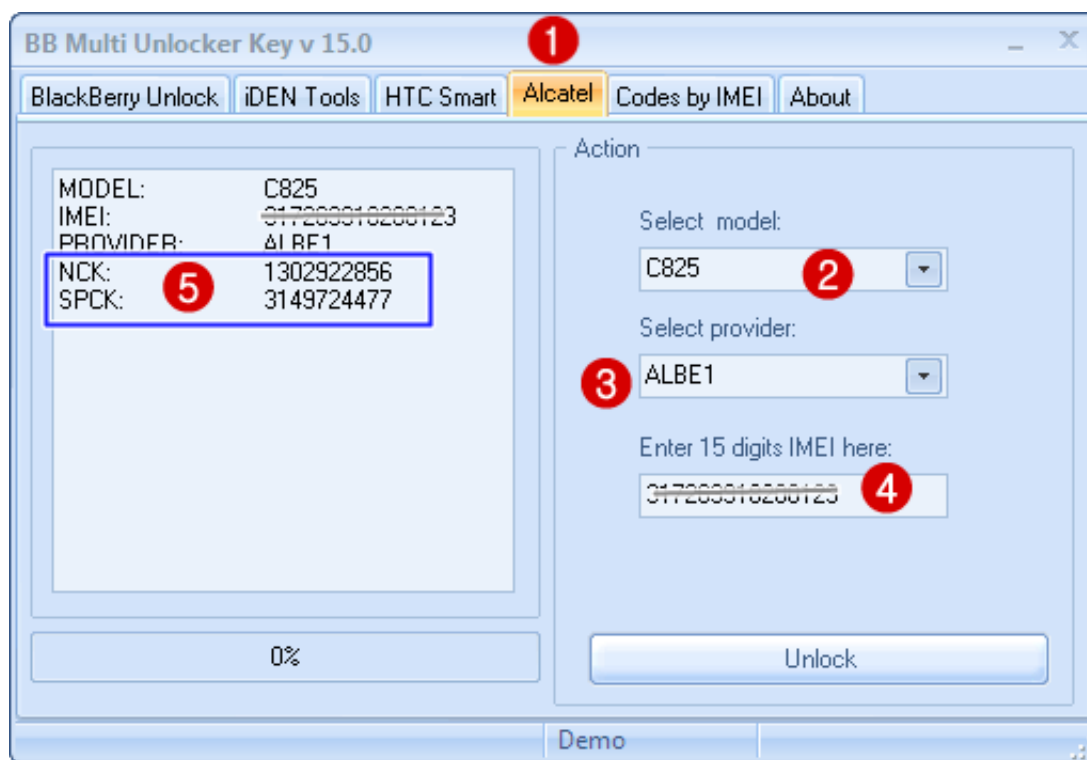 BB Multi Unlocker Key v 15.0
1
BlackBerry Unlock iDEN Tools HTC Smart Alcatel Codes by IMEI About
Action
MODEL: C825
IMEI:
PROVIDER: ALBE1
NCK: 1302922856
SPCK: 3149724477
5
Select model:
C825
2
Select provider:
3
ALBE1
Enter 15 digits IMEI here:
4
0%
Unlock
Demo